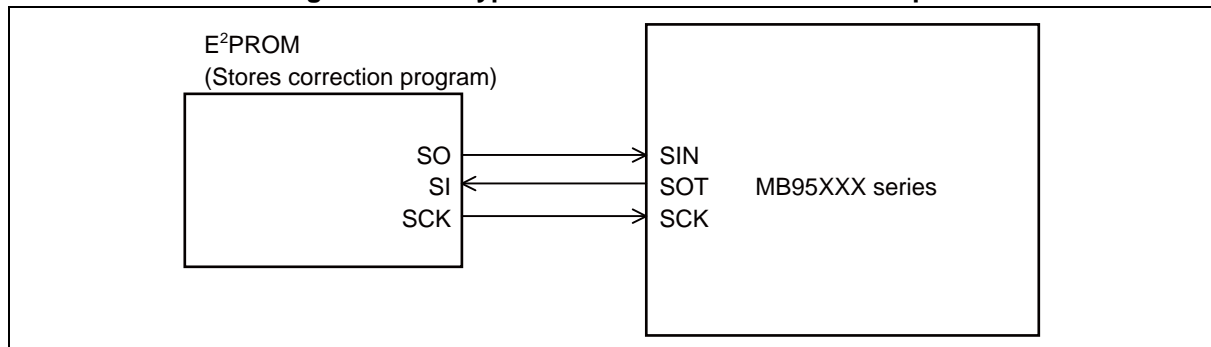 E²PROM
(Stores correction program)
SO SIN
SI SOT MB95XXX series
SCK SCK